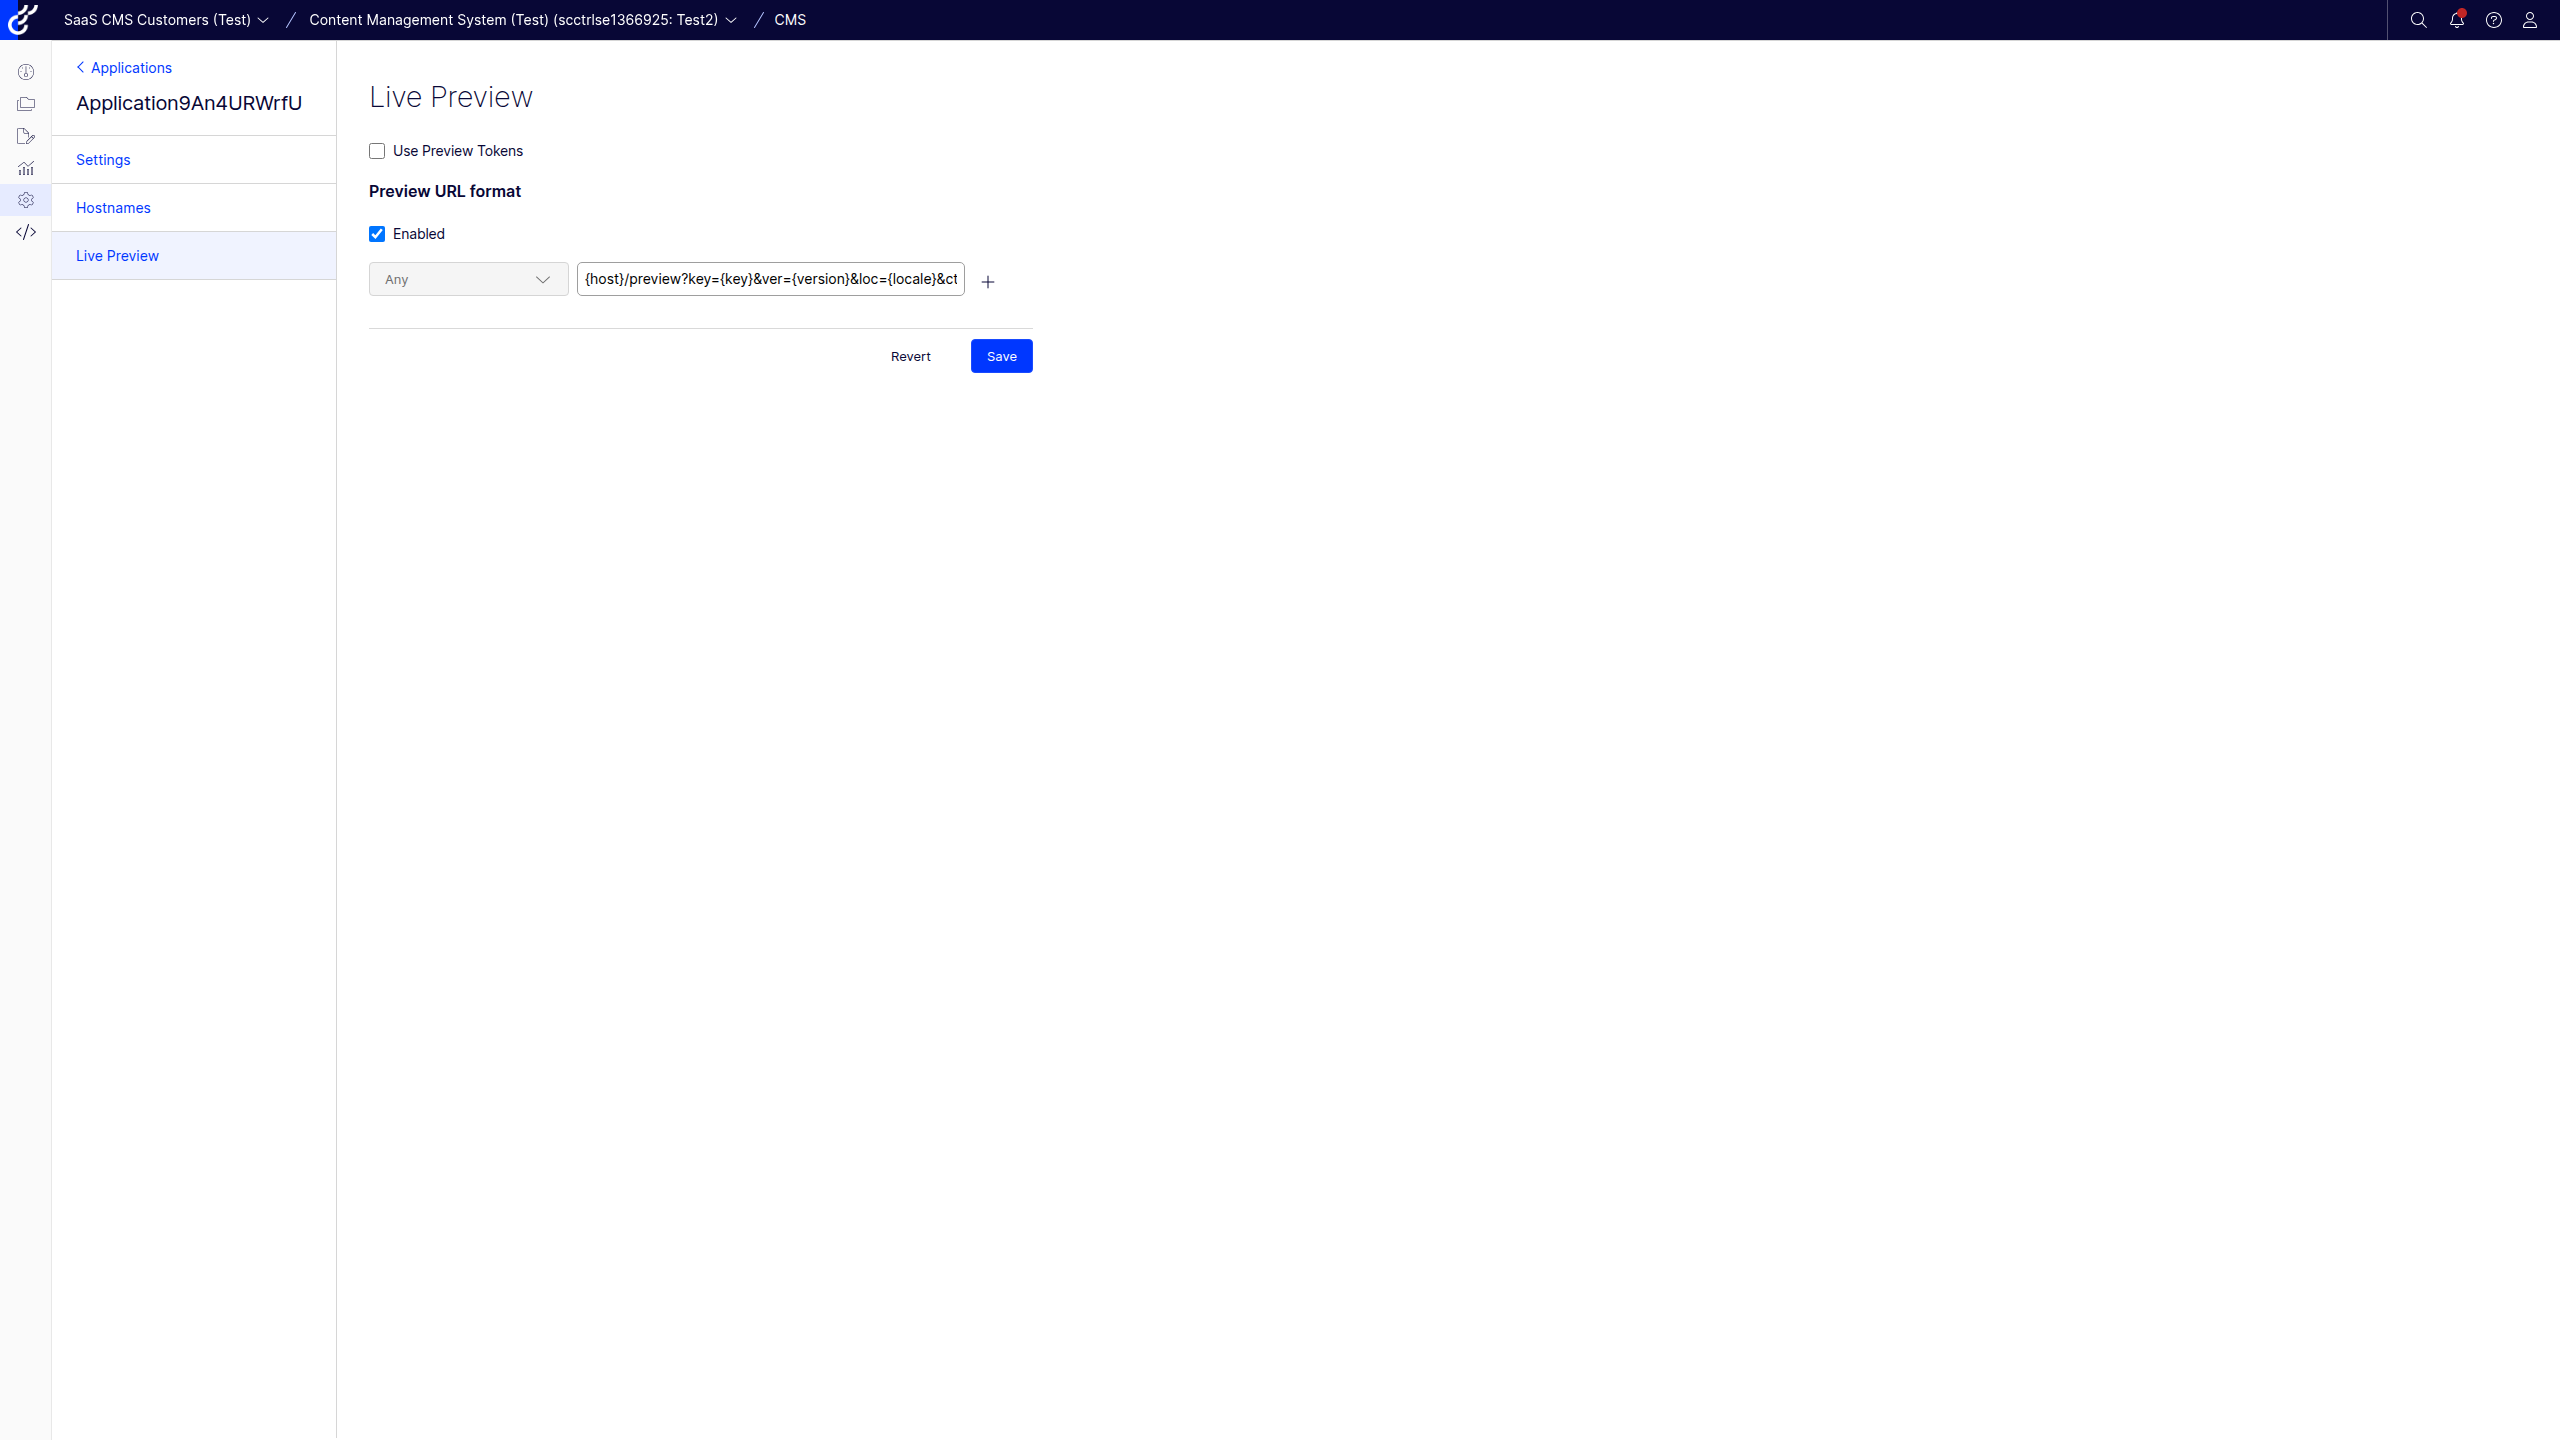 SaaS CMS Customers (Test) / Content Management System (Test) (scctrlse1366925: Test2) / CMS
Applications
Application9An4URWrfU
Settings
Hostnames
Live Preview
Live Preview
Use Preview Tokens
Preview URL format
Enabled
Any
{host}/preview?key={key}&ver={version}&loc={locale}&ct
Revert
Save